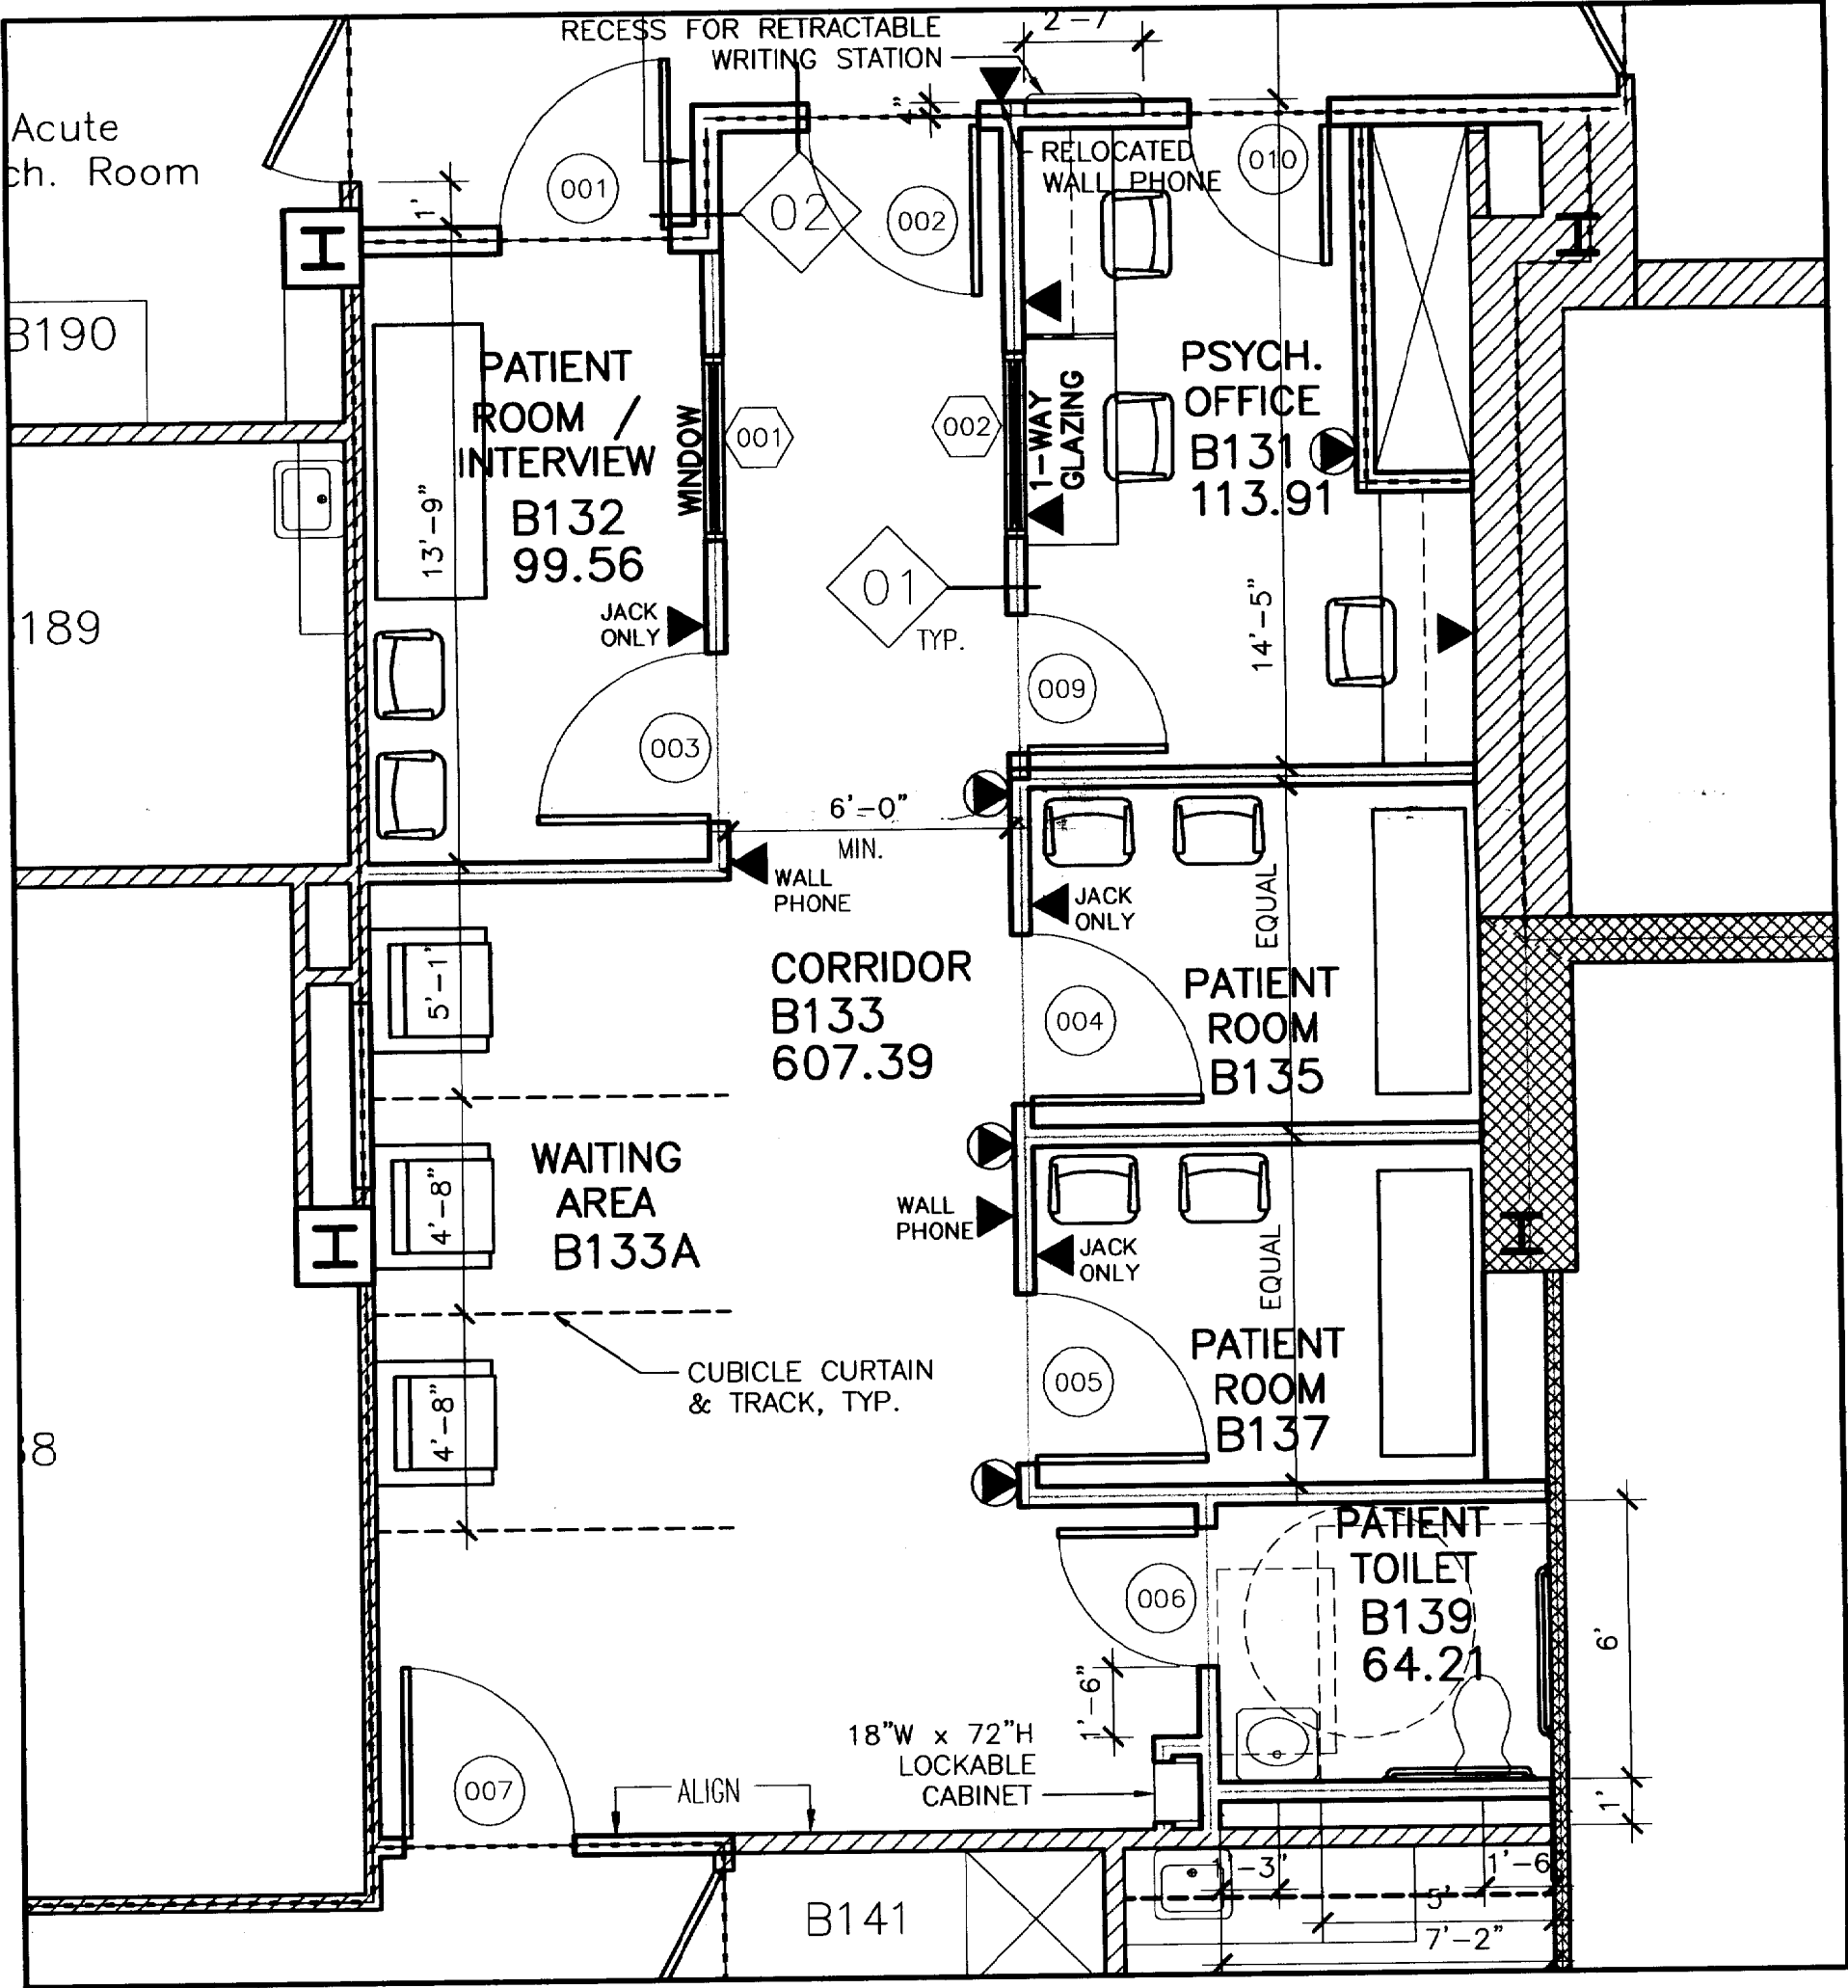 RECESS FOR RETRACTABLE
WRITING STATION
2'-7
Acute
ch. Room
RELOCATED
WALL PHONE
001
02
002
010
1'
B190
PATIENT
ROOM /
INTERVIEW
B132
99.56
13'-9"
WINDOW
001
002
1-WAY
GLAZING
PSYCH.
OFFICE
B131
113.91
189
JACK
ONLY
01
TYP.
14'-5"
003
009
6'-0"
MIN.
WALL
PHONE
JACK
ONLY
EQUAL
CORRIDOR
B133
607.39
5'-1"
004
PATIENT
ROOM
B135
WAITING
AREA
B133A
4'-8"
WALL
PHONE
JACK
ONLY
EQUAL
CUBICLE CURTAIN
& TRACK, TYP.
4'-8"
005
PATIENT
ROOM
B137
8
PATIENT
TOILET
B139
64.21
006
6'
1'-6"
18"W x 72"H
LOCKABLE
CABINET
007
ALIGN
1'
B141
-3"
1'-6
5'
7'-2"